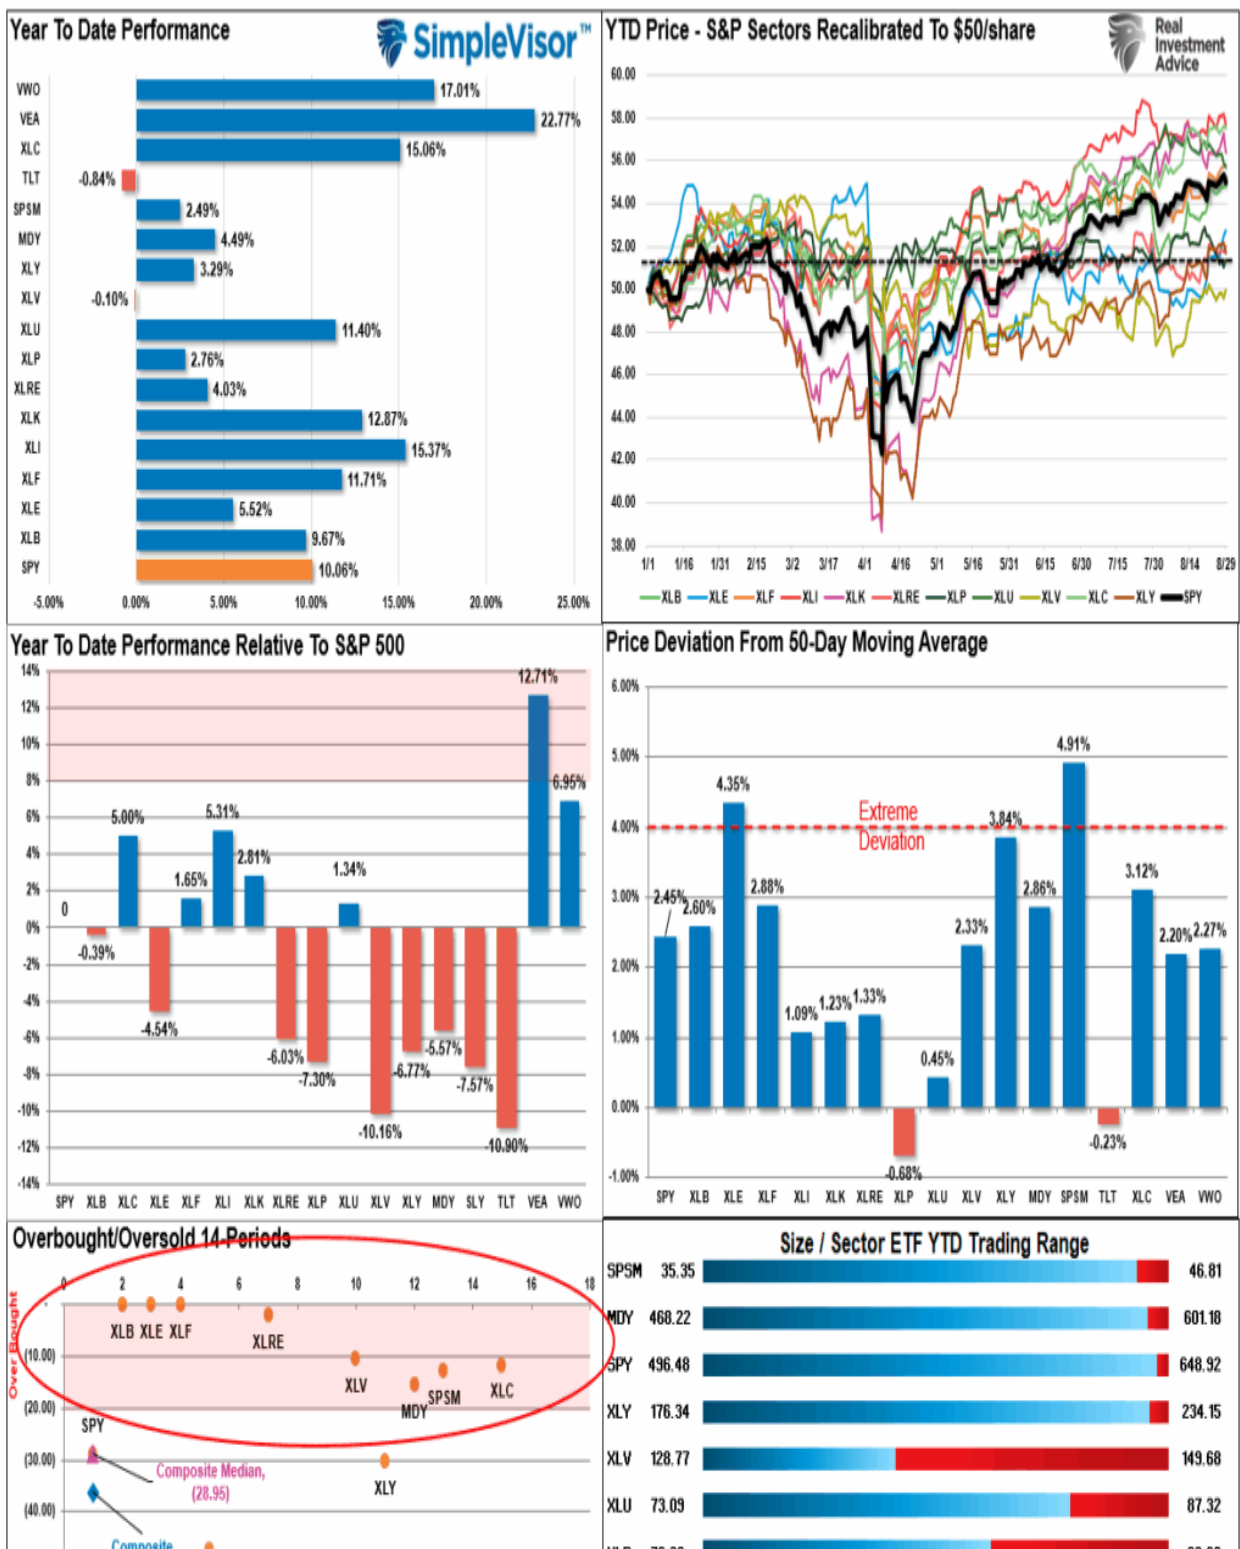 Year To Date Performance
SimpleVisor™
VWO 17.01%
VEA 22.77%
XLC 15.06%
TLT -0.84%
SPSM 2.49%
MDY 4.49%
XLY 3.29%
XLV -0.10%
XLU 11.40%
XLP 2.76%
XLRE 4.03%
XLK 12.87%
XLI 15.37%
XLF 11.71%
XLE 5.52%
XLB 9.67%
SPY 10.06%
-5.00% 0.00% 5.00% 10.00% 15.00% 20.00% 25.00%
YTD Price - S&P Sectors Recalibrated To $50/share
Real
Investment
Advice
60.00
58.00
56.00
54.00
52.00
50.00
48.00
46.00
44.00
42.00
40.00
38.00
1/1 1/16 1/31 2/15 3/2 3/17 4/1 4/16 5/1 5/16 5/31 6/15 6/30 7/15 7/30 8/14 8/29
XLB XLE XLF XLI XLK XLRE XLP XLU XLV XLC XLY SPY
Year To Date Performance Relative To S&P 500
14%
12%
10%
8%
6%
4%
2%
0%
-2%
-4%
-6%
-8%
-10%
-12%
-14%
0 -0.39% 5.00% -4.54% 1.65% 5.31% 2.81% -6.03% -7.30% 1.34% -10.16% -6.77% -5.57% -7.57% -10.90% 12.71% 6.95%
SPY XLB XLC XLE XLF XLI XLK XLRE XLP XLU XLV XLY MDY SLY TLT VEA VWO
Price Deviation From 50-Day Moving Average
6.00%
5.00%
4.00%
3.00%
2.00%
1.00%
0.00%
-1.00%
Extreme
Deviation
2.45% 2.60% 4.35% 2.88% 1.09% 1.23% 1.33% -0.68% 0.45% 2.33% 3.84% 2.86% 4.91% -0.23% 3.12% 2.20% 2.27%
SPY XLB XLE XLF XLI XLK XLRE XLP XLU XLV XLY MDY SPSM TLT XLC VEA VWO
Overbought/Oversold 14-Periods
0 2 4 6 8 10 12 14 16 18
Over Bought
-
(10.00)
(20.00)
(30.00)
(40.00)
XLB XLE XLF
XLRE
XLV
MDY
SPSM
XLC
SPY
Composite Median,
(28.95)
XLY
Composite
Size / Sector ETF YTD Trading Range
SPSM 35.35 46.81
MDY 468.22 601.18
SPY 496.48 648.92
XLY 176.34 234.15
XLV 128.77 149.68
XLU 73.09 87.32